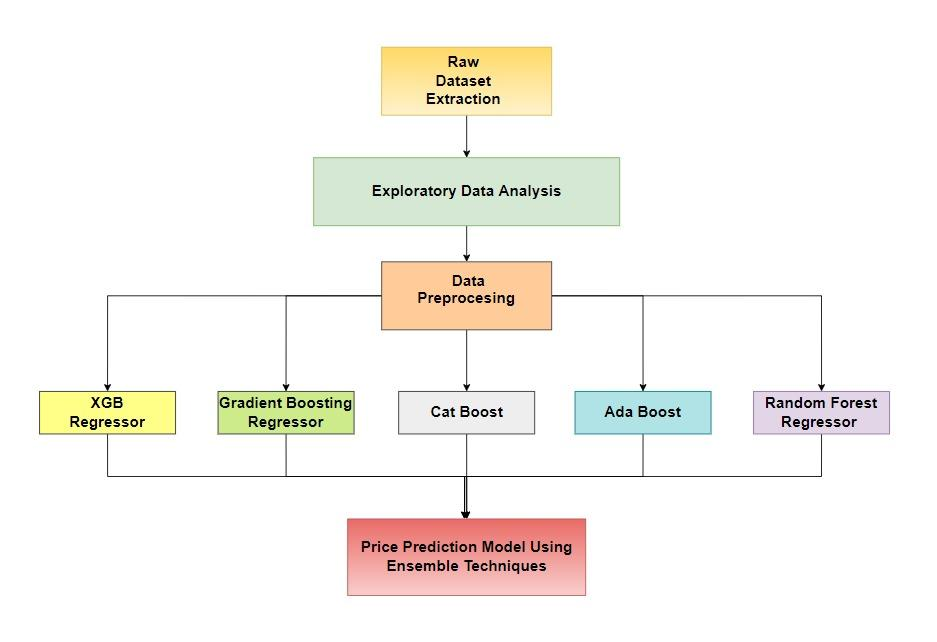 Raw
Dataset
Extraction
Exploratory Data Analysis
Data
Preprocesing
XGB
Regressor
Gradient Boosting
Regressor
Cat Boost
Ada Boost
Random Forest
Regressor
Price Prediction Model Using
Ensemble Techniques